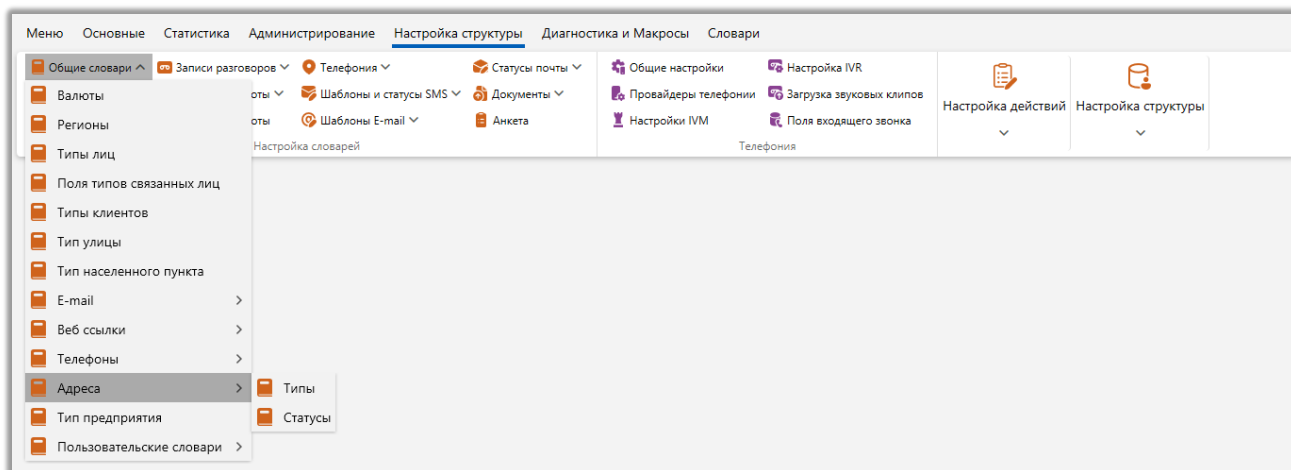 Меню Основные Статистика Администрирование Настройка структуры Диагностика и Макросы Словари
Общие словари Записи разговоров Телефония Статусы почты Общие настройки Настройка IVR
Валюты оты Шаблоны и статусы SMS Документы Провайдеры телефонии Загрузка звуковых клипов Настройка действий Настройка структуры
Регионы оты Шаблоны E-mail Анкета Настройки IVM Поля входящего звонка
Настройка словарей Телефония
Типы лиц
Поля типов связанных лиц
Типы клиентов
Тип улицы
Тип населенного пункта
E-mail
Веб ссылки
Телефоны
Адреса Типы
Тип предприятия Статусы
Пользовательские словари